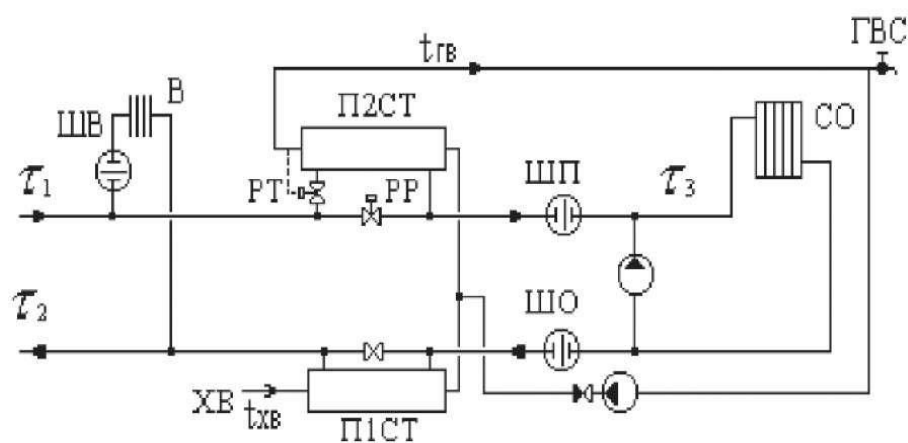 ГВС
tгв
В
П2СТ
СО
ШВ
ШП
τ3
τ1
РТ
РР
τ2
ШО
ХВ
tхв
П1СТ